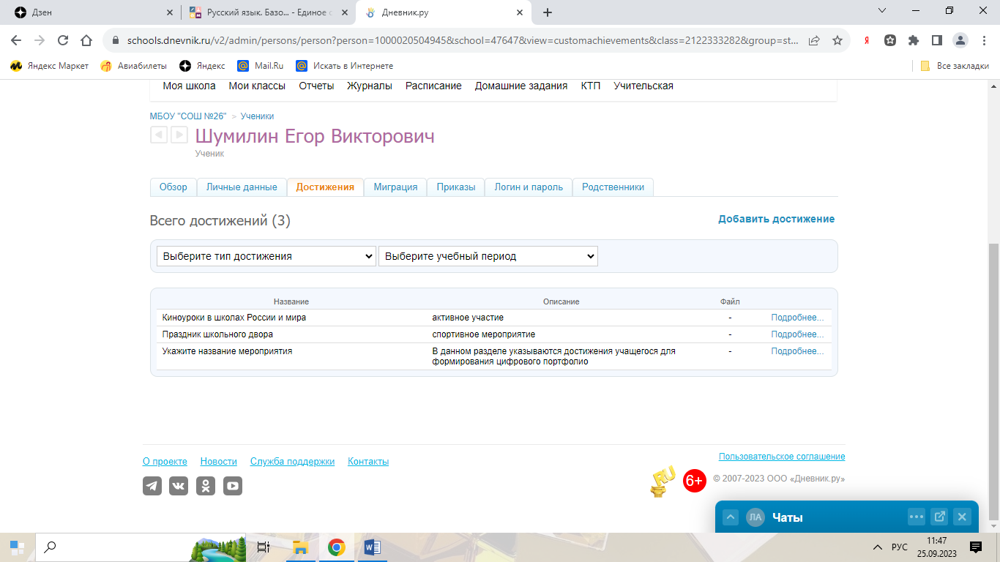 Дзен
Русский язык. Базо... - Единое с
Дневник.ру
schools.dnevnik.ru/v2/admin/persons/person?person=1000020504945&school=47647&view=customachievements&class=2122333282&group=st...
Яндекс Маркет Авиабилеты Яндекс Mail.Ru Искать в Интернете Все закладки
Моя школа Мои классы Отчеты Журналы Расписание Домашние задания КТП Учительская
МБОУ "СОШ №26" > Ученики
Шумилин Егор Викторович
Ученик
Обзор Личные данные Достижения Миграция Приказы Логин и пароль Родственники
Всего достижений (3) Добавить достижение
Выберите тип достижения Выберите учебный период
Название Описание Файл
Киноуроки в школах России и мира активное участие - Подробнее...
Праздник школьного двора спортивное мероприятие - Подробнее...
Укажите название мероприятия В данном разделе указываются достижения учащегося для - Подробнее...
формирования цифрового портфолио
О проекте Новости Служба поддержки Контакты
Пользовательское соглашение
RU 6+ © 2007-2023 ООО «Дневник.ру»
ЛА Чаты
РУС 11:47
25.09.2023